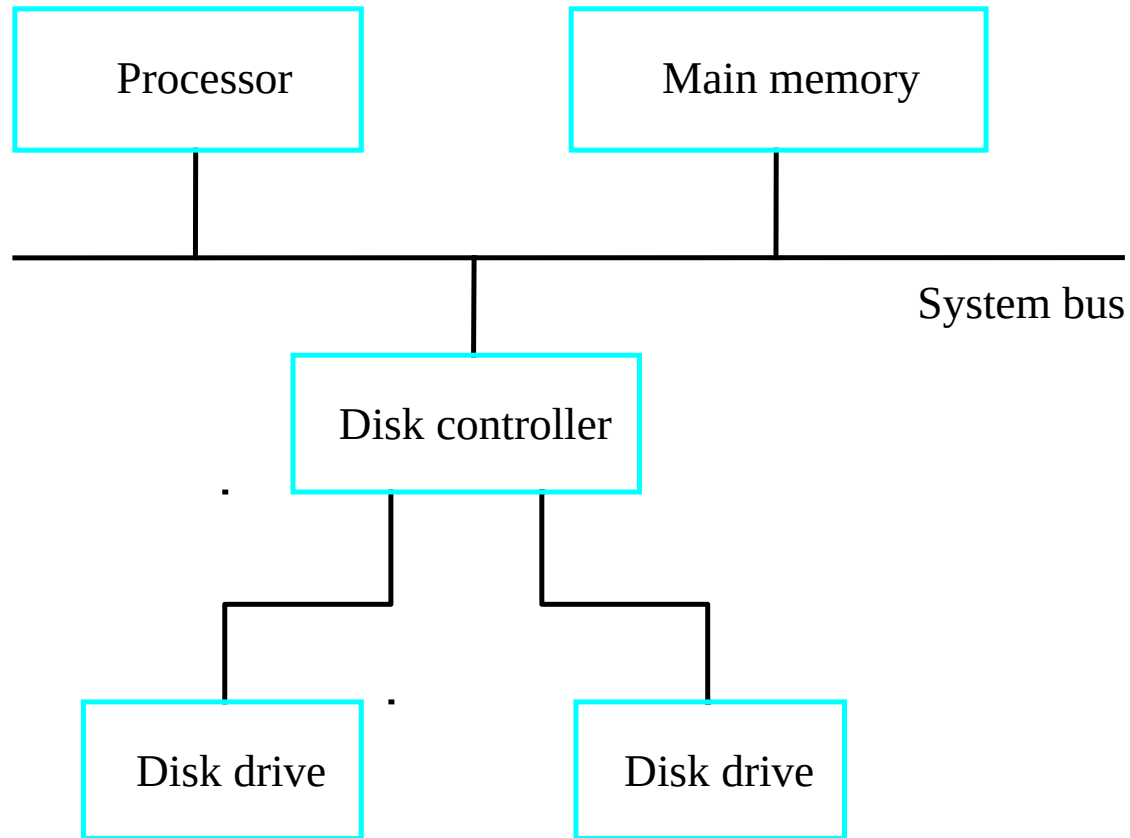 Processor
Main memory
System bus
Disk controller
Disk drive
Disk drive